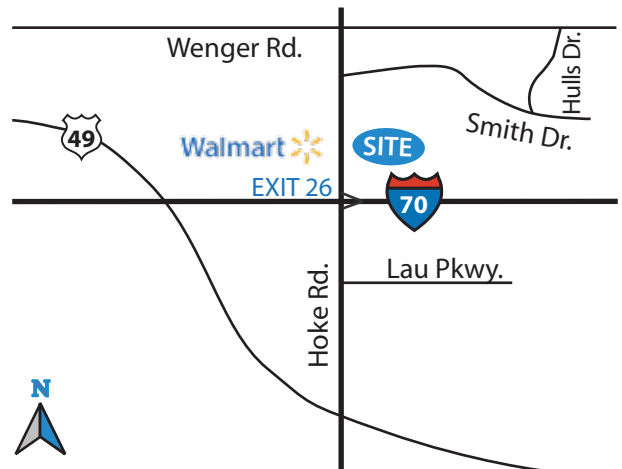 Wenger Rd.
Hulls Dr.
Smith Dr.
49
Walmart
SITE
EXIT 26
70
Lau Pkwy.
Hoke Rd.
N